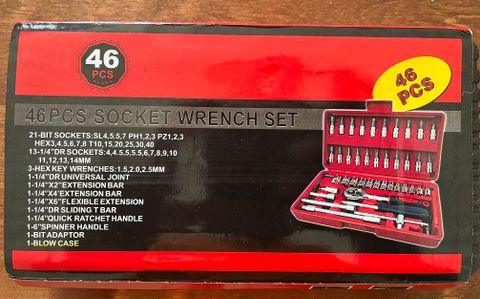 46
PCS
46
PCS
46PCS SOCKET WRENCH SET
21-BIT SOCKETS:SL4,5.5,7 PH1,2,3 PZ1,2,3
HEX3,4,5,6,7,8 T10,15,20,25,30,40
13-1/4"DR SOCKETS:4,4.5,5,5.5,6,7,8,9,10
11,12,13,14MM
3-HEX KEY WRENCHES:1.5,2.0,2.5MM
1-1/4"DR UNIVERSAL JOINT
1-1/4"X2"EXTENSION BAR
1-1/4"X4"EXTENSION BAR
1-1/4"X6"FLEXIBLE EXTENSION
1-1/4"DR SLIDING T BAR
1-1/4"QUICK RATCHET HANDLE
1-6"SPINNER HANDLE
1-BIT ADAPTOR
1-BLOW CASE